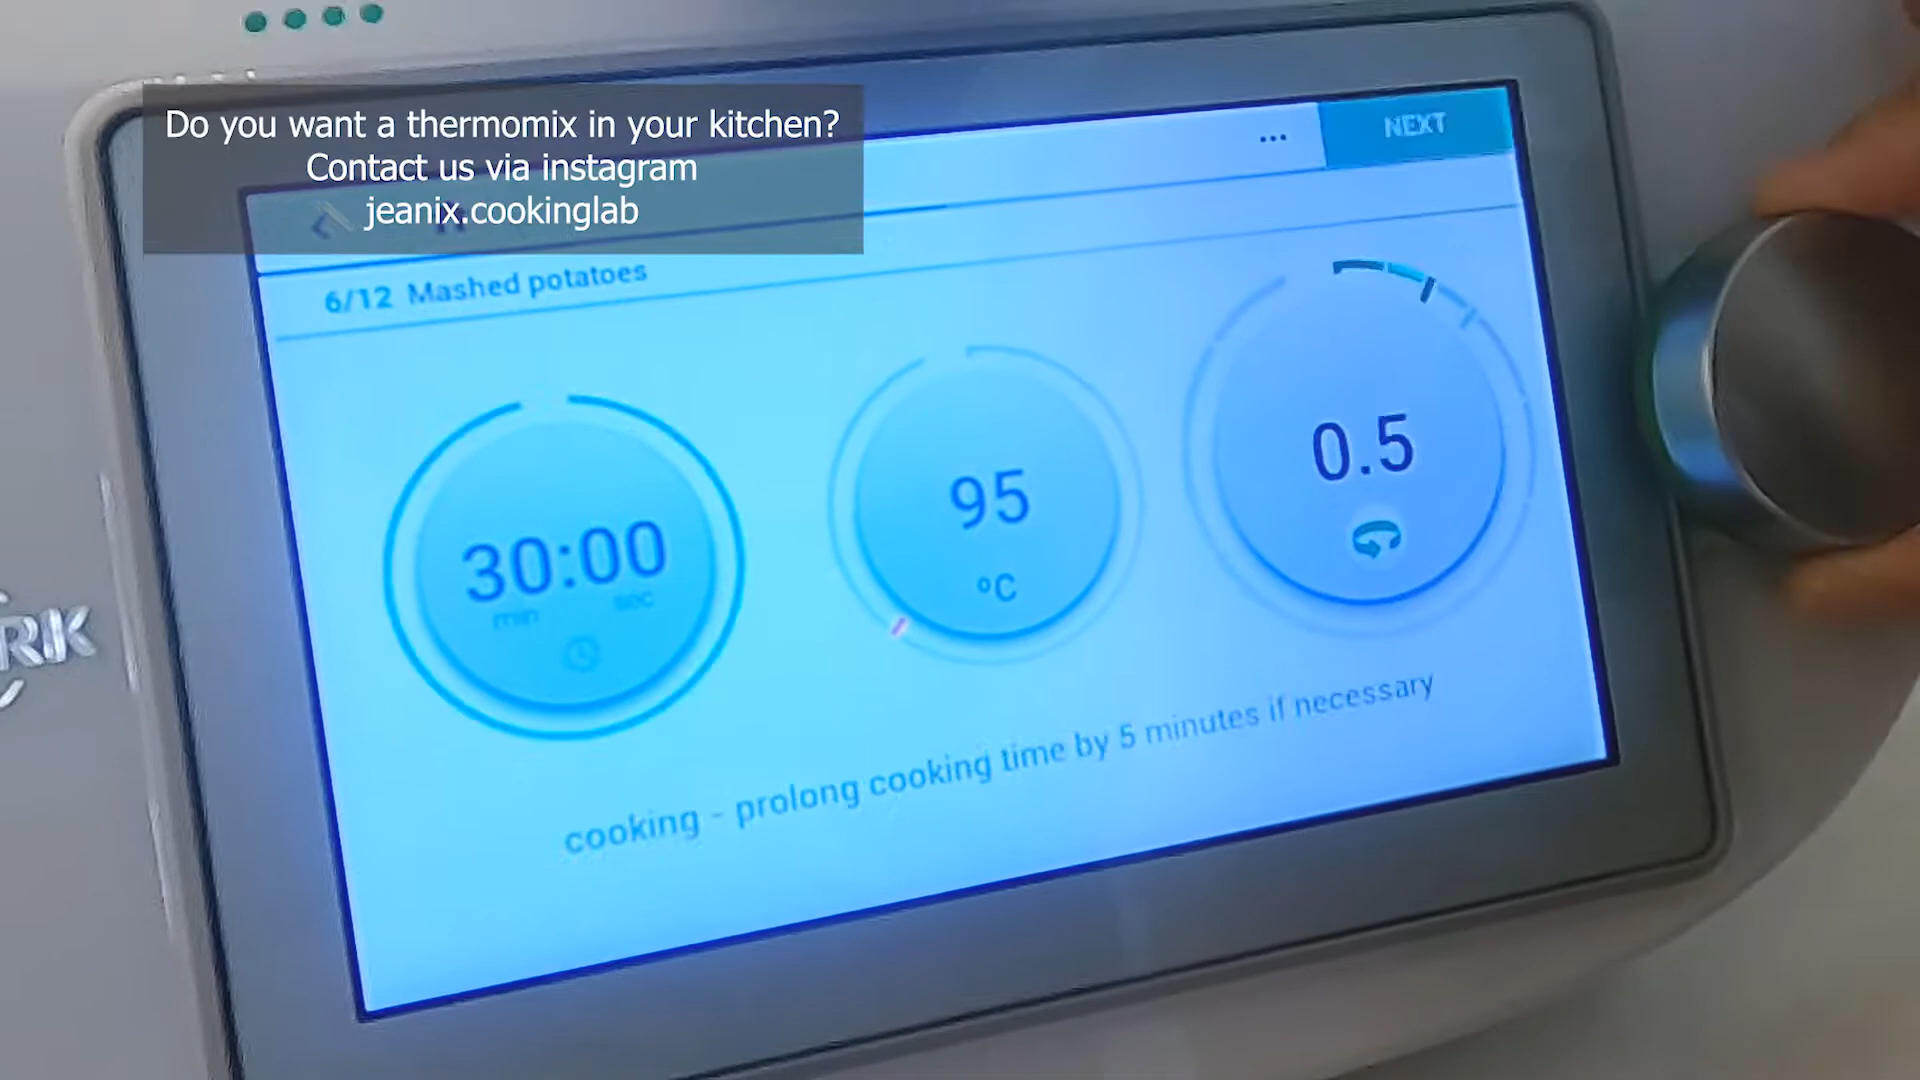 Do you want a thermomix in your kitchen?
Contact us via instagram
jeanix.cookinglab
... NEXT
6/12 Mashed potatoes
30:00
min sec
95
°C
0.5
cooking - prolong cooking time by 5 minutes if necessary
RK